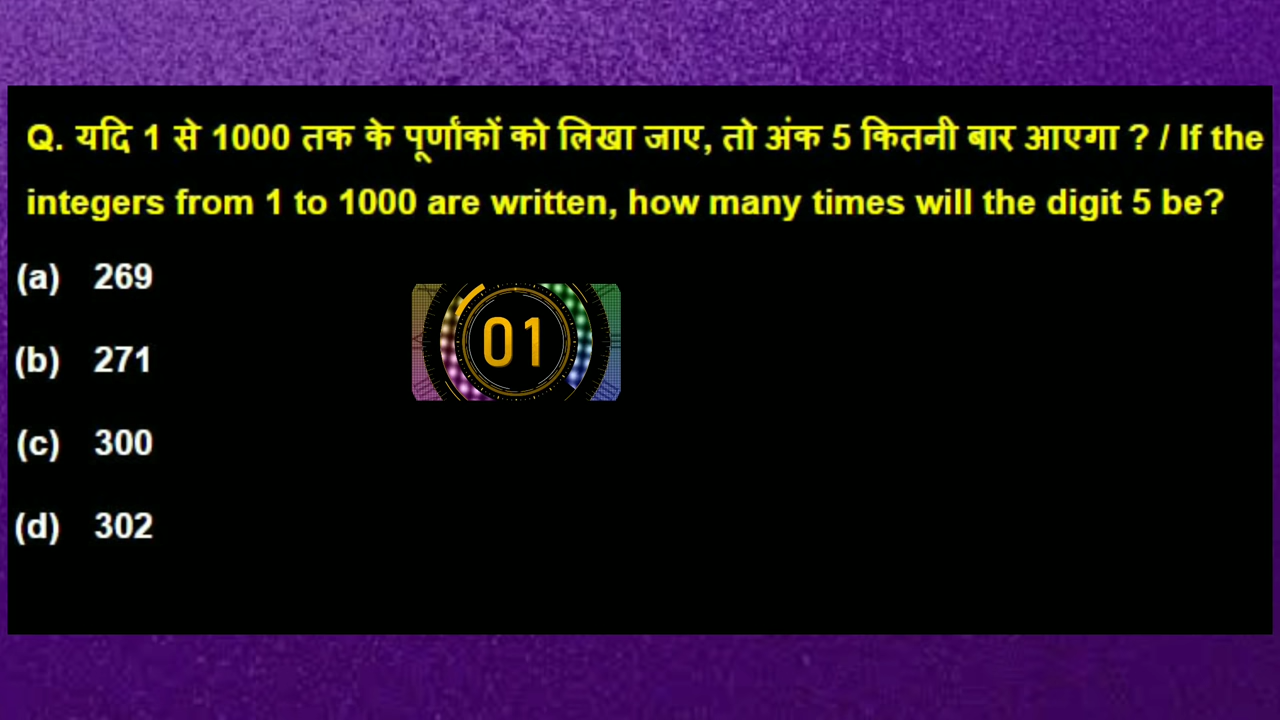 Q. यदि 1 से 1000 तक के पूर्णांकों को लिखा जाए, तो अंक 5 कितनी बार आएगा ? / If the
integers from 1 to 1000 are written, how many times will the digit 5 be?
(a) 269
01
(b) 271
(c) 300
(d) 302